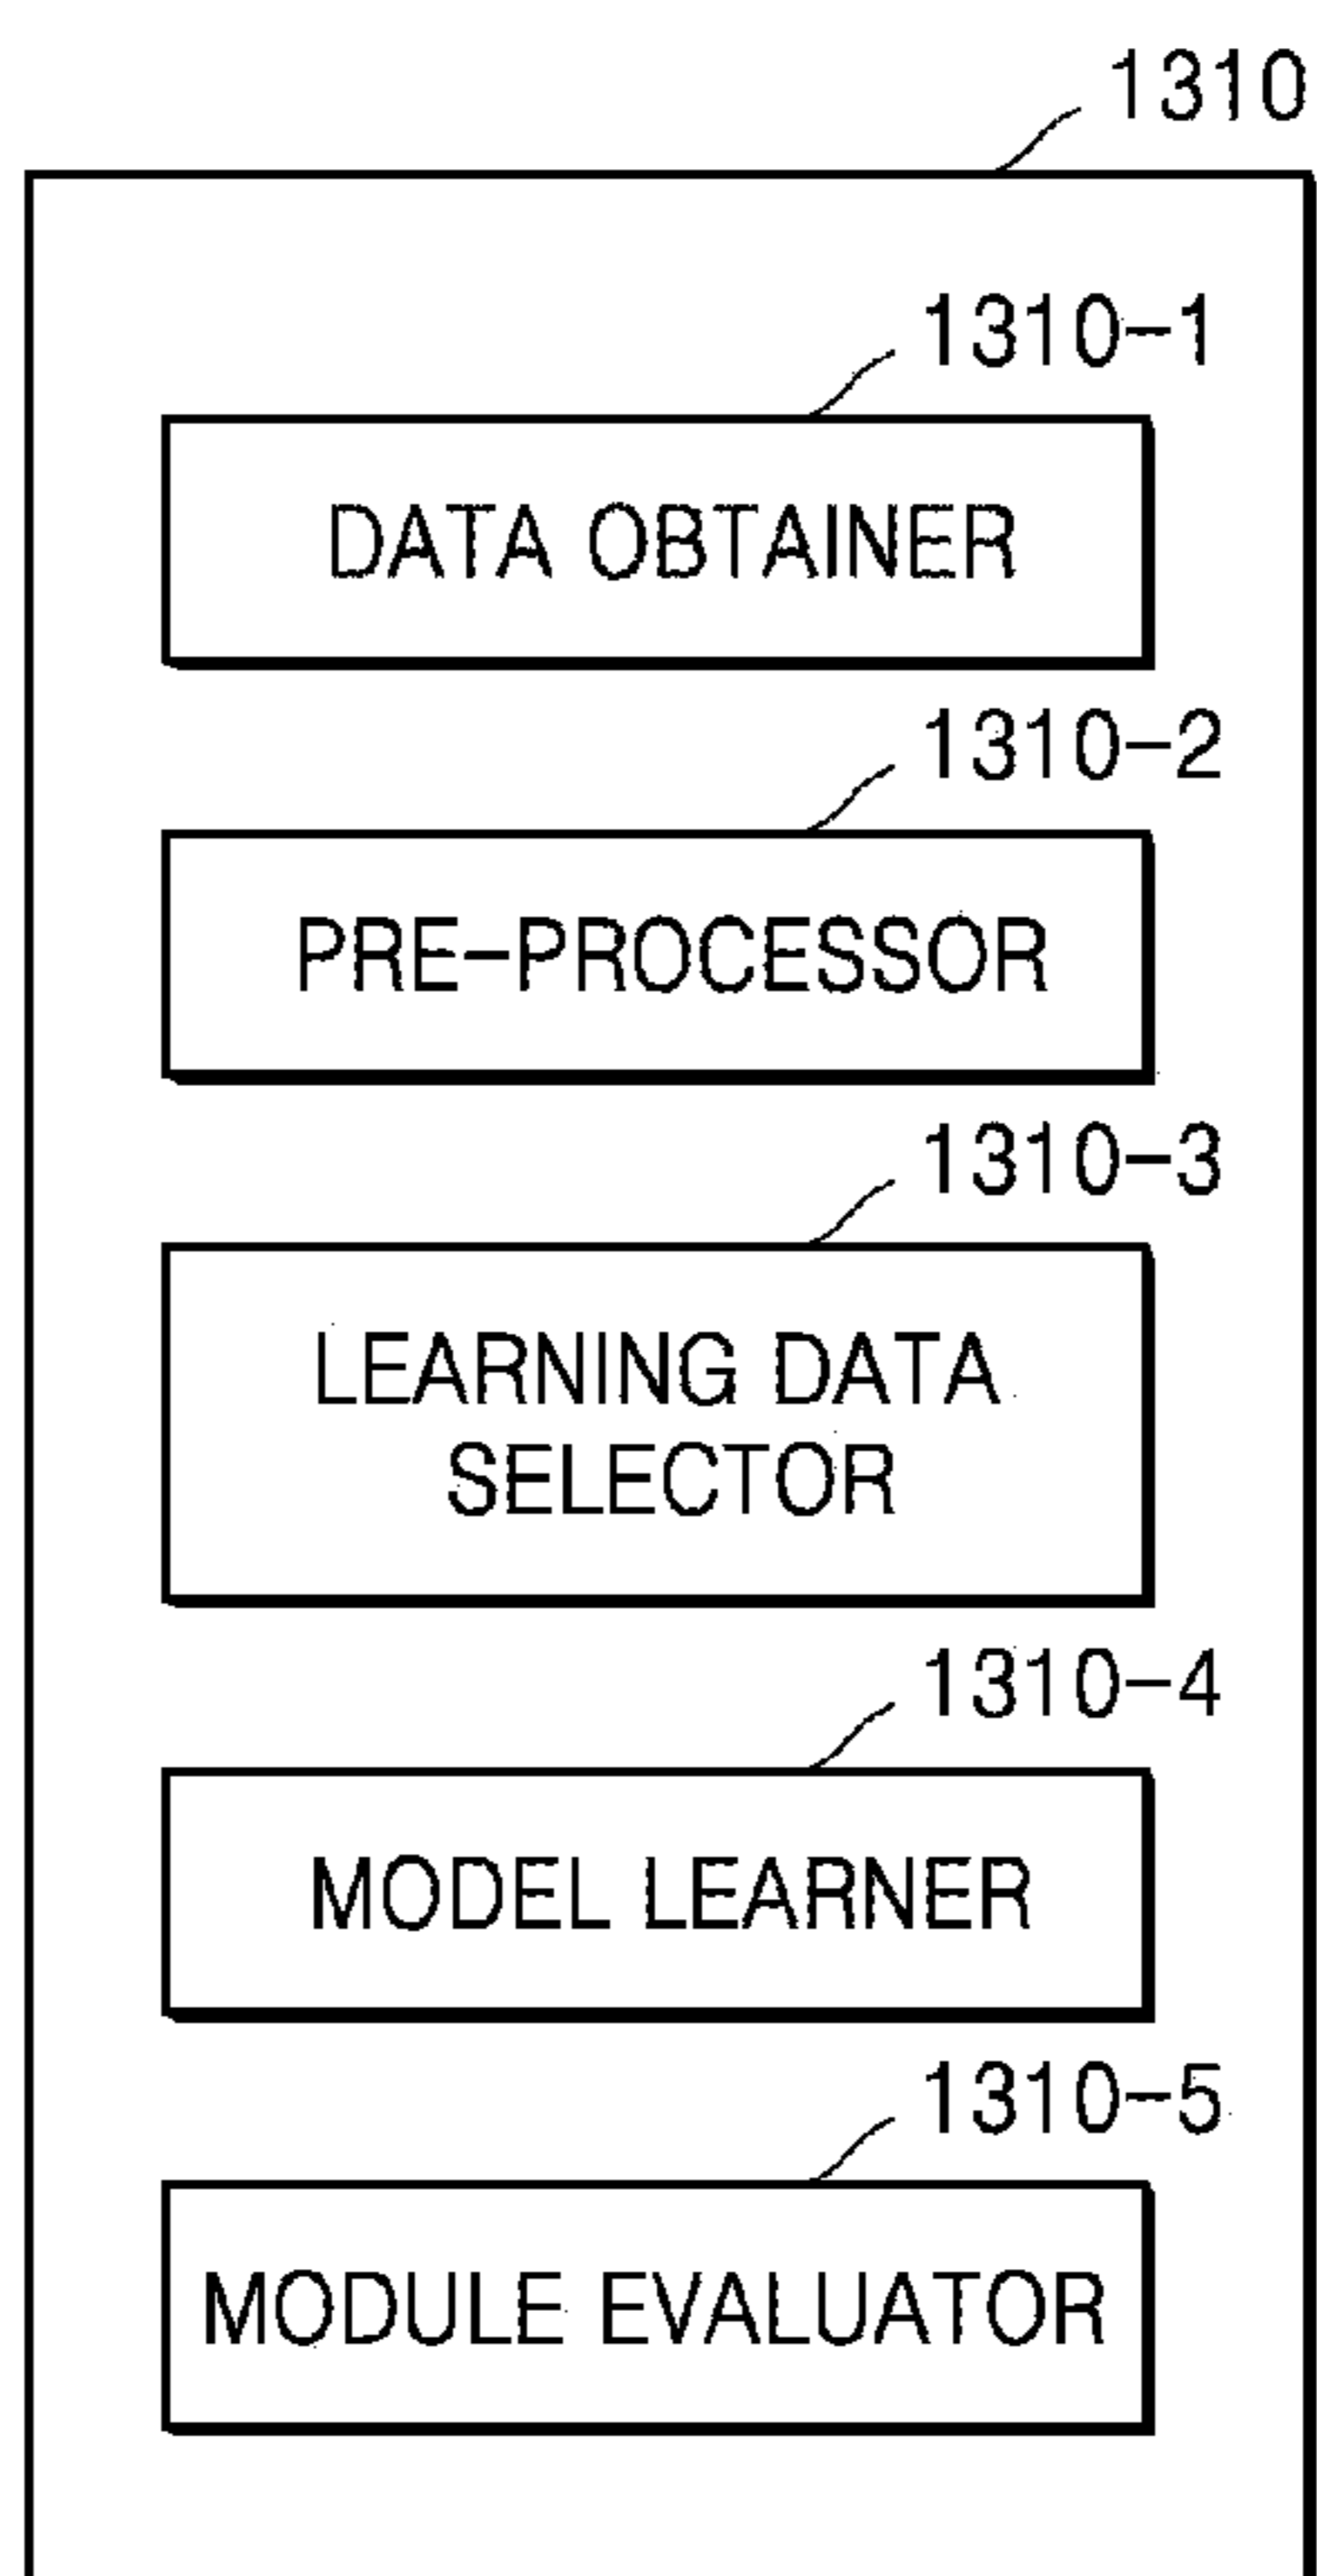 1310
1310-1
DATA OBTAINER
1310-2
PRE-PROCESSOR
1310-3
LEARNING DATA
SELECTOR
1310-4
MODEL LEARNER
1310-5
MODULE EVALUATOR